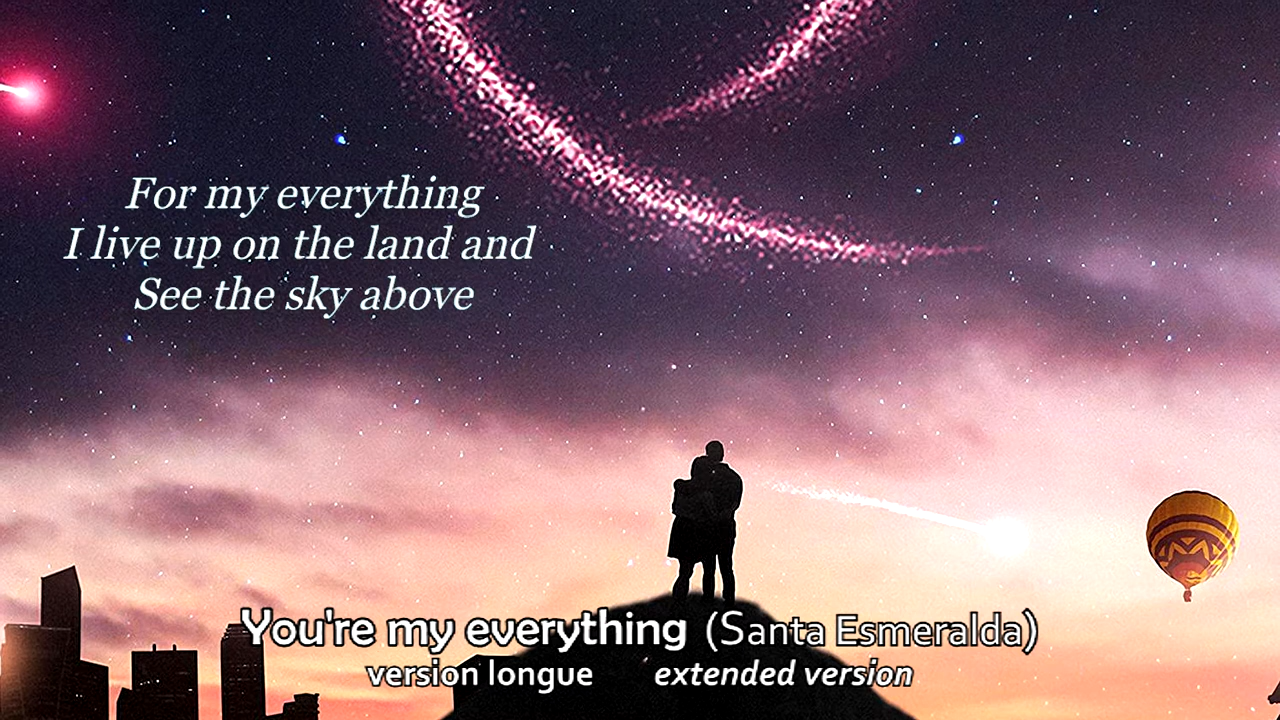 For my everything
I live up on the land and
See the sky above
You're my everything (Santa Esmeralda)
version longue extended version